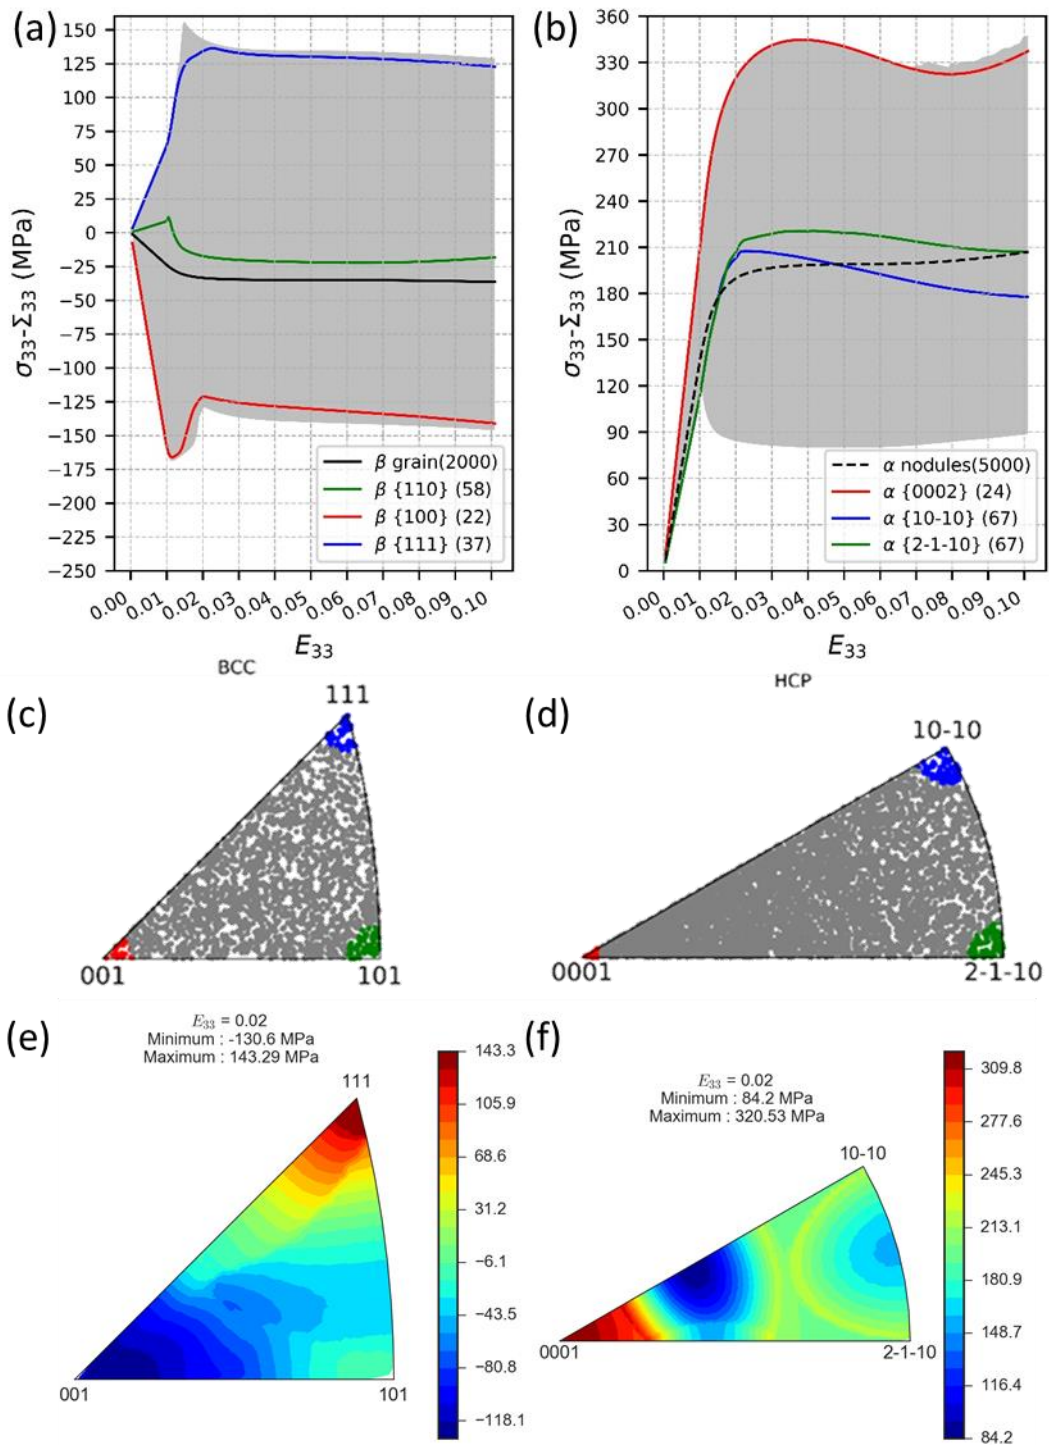 (a)
150
125
100
75
50
25
0
−25
−50
−75
−100
−125
−150
−175
−200
−225
−250
σ33-Σ33 (MPa)
β grain(2000)
β {110} (58)
β {100} (22)
β {111} (37)
0.00 0.01 0.02 0.03 0.04 0.05 0.06 0.07 0.08 0.09 0.10
E33
(b)
360
330
300
270
240
210
180
150
120
90
60
30
0
σ33-Σ33 (MPa)
α nodules(5000)
α {0002} (24)
α {10-10} (67)
α {2-1-10} (67)
0.00 0.01 0.02 0.03 0.04 0.05 0.06 0.07 0.08 0.09 0.10
E33
(c)
BCC
111
001
101
(d)
HCP
10-10
0001
2-1-10
(e)
E33 = 0.02
Minimum : -130.6 MPa
Maximum : 143.29 MPa
111
001
101
143.3
105.9
68.6
31.2
−6.1
−43.5
−80.8
−118.1
(f)
E33 = 0.02
Minimum : 84.2 MPa
Maximum : 320.53 MPa
10-10
0001
2-1-10
309.8
277.6
245.3
213.1
180.9
148.7
116.4
84.2